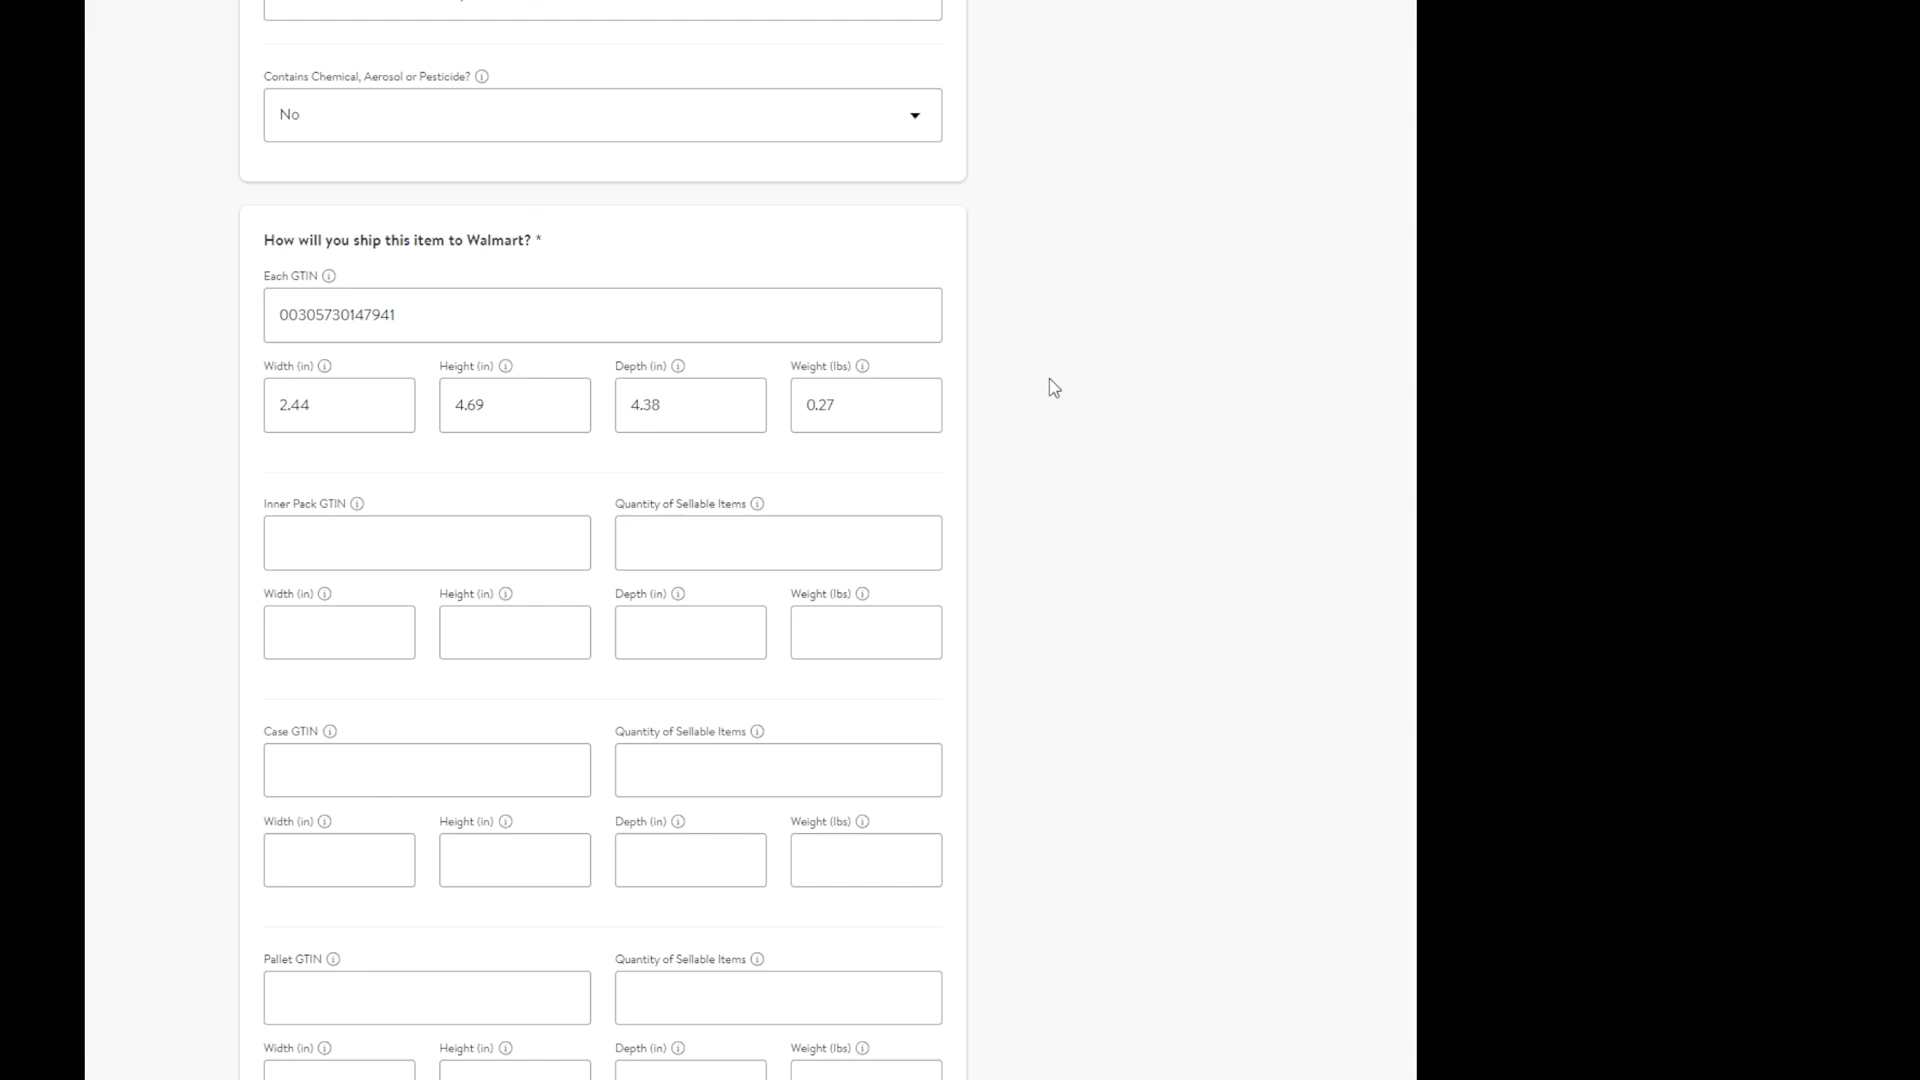 Contains Chemical, Aerosol or Pesticide?
No
How will you ship this item to Walmart? *
Each GTIN
00305730147941
Width (in) Height (in) Depth (in) Weight (lbs)
2.44 4.69 4.38 0.27
Inner Pack GTIN Quantity of Sellable Items
Width (in) Height (in) Depth (in) Weight (lbs)
Case GTIN Quantity of Sellable Items
Width (in) Height (in) Depth (in) Weight (lbs)
Pallet GTIN Quantity of Sellable Items
Width (in) Height (in) Depth (in) Weight (lbs)